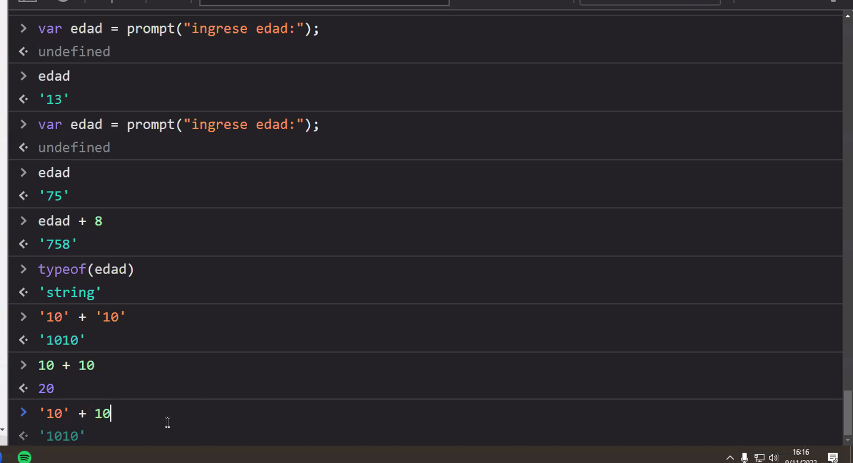 var edad = prompt("ingrese edad:");
undefined
edad
'13'
var edad = prompt("ingrese edad:");
undefined
edad
'75'
edad + 8
'758'
typeof(edad)
'string'
'10' + '10'
'1010'
10 + 10
20
'10' + 10
'1010'
16:16